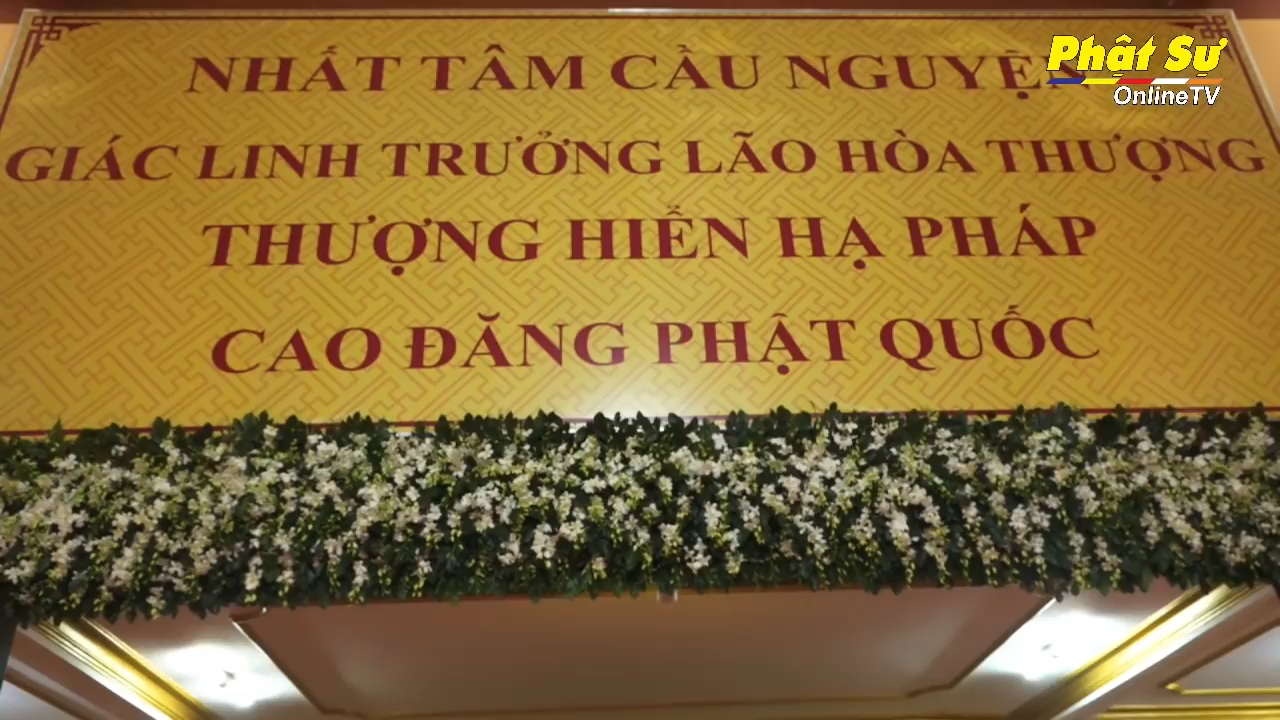 NHẤT TÂM CẦU NGUYỆN
GIÁC LINH TRƯỞNG LÃO HÒA THƯỢNG
THƯỢNG HIỂN HẠ PHÁP
CAO ĐĂNG PHẬT QUỐC
Phật Sự
OnlineTV